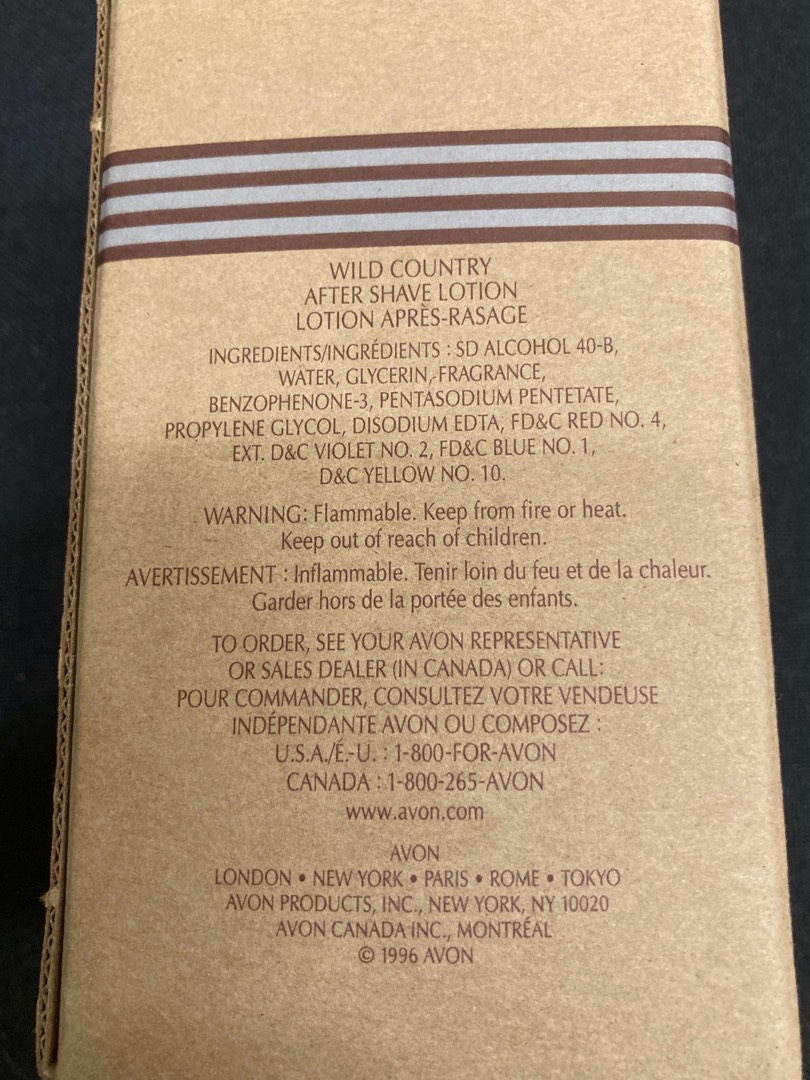 WILD COUNTRY
AFTER SHAVE LOTION
LOTION APRÈS-RASAGE
INGREDIENTS/INGRÉDIENTS : SD ALCOHOL 40-B,
WATER, GLYCERIN, FRAGRANCE,
BENZOPHENONE-3, PENTASODIUM PENTETATE,
PROPYLENE GLYCOL, DISODIUM EDTA, FD&C RED NO. 4,
EXT. D&C VIOLET NO. 2, FD&C BLUE NO. 1,
D&C YELLOW NO. 10.
WARNING: Flammable. Keep from fire or heat.
Keep out of reach of children.
AVERTISSEMENT : Inflammable. Tenir loin du feu et de la chaleur.
Garder hors de la portée des enfants.
TO ORDER, SEE YOUR AVON REPRESENTATIVE
OR SALES DEALER (IN CANADA) OR CALL:
POUR COMMANDER, CONSULTEZ VOTRE VENDEUSE
INDÉPENDANTE AVON OU COMPOSEZ :
U.S.A./É.-U. : 1-800-FOR-AVON
CANADA : 1-800-265-AVON
www.avon.com
AVON
LONDON • NEW YORK • PARIS • ROME • TOKYO
AVON PRODUCTS, INC., NEW YORK, NY 10020
AVON CANADA INC., MONTRÉAL
© 1996 AVON